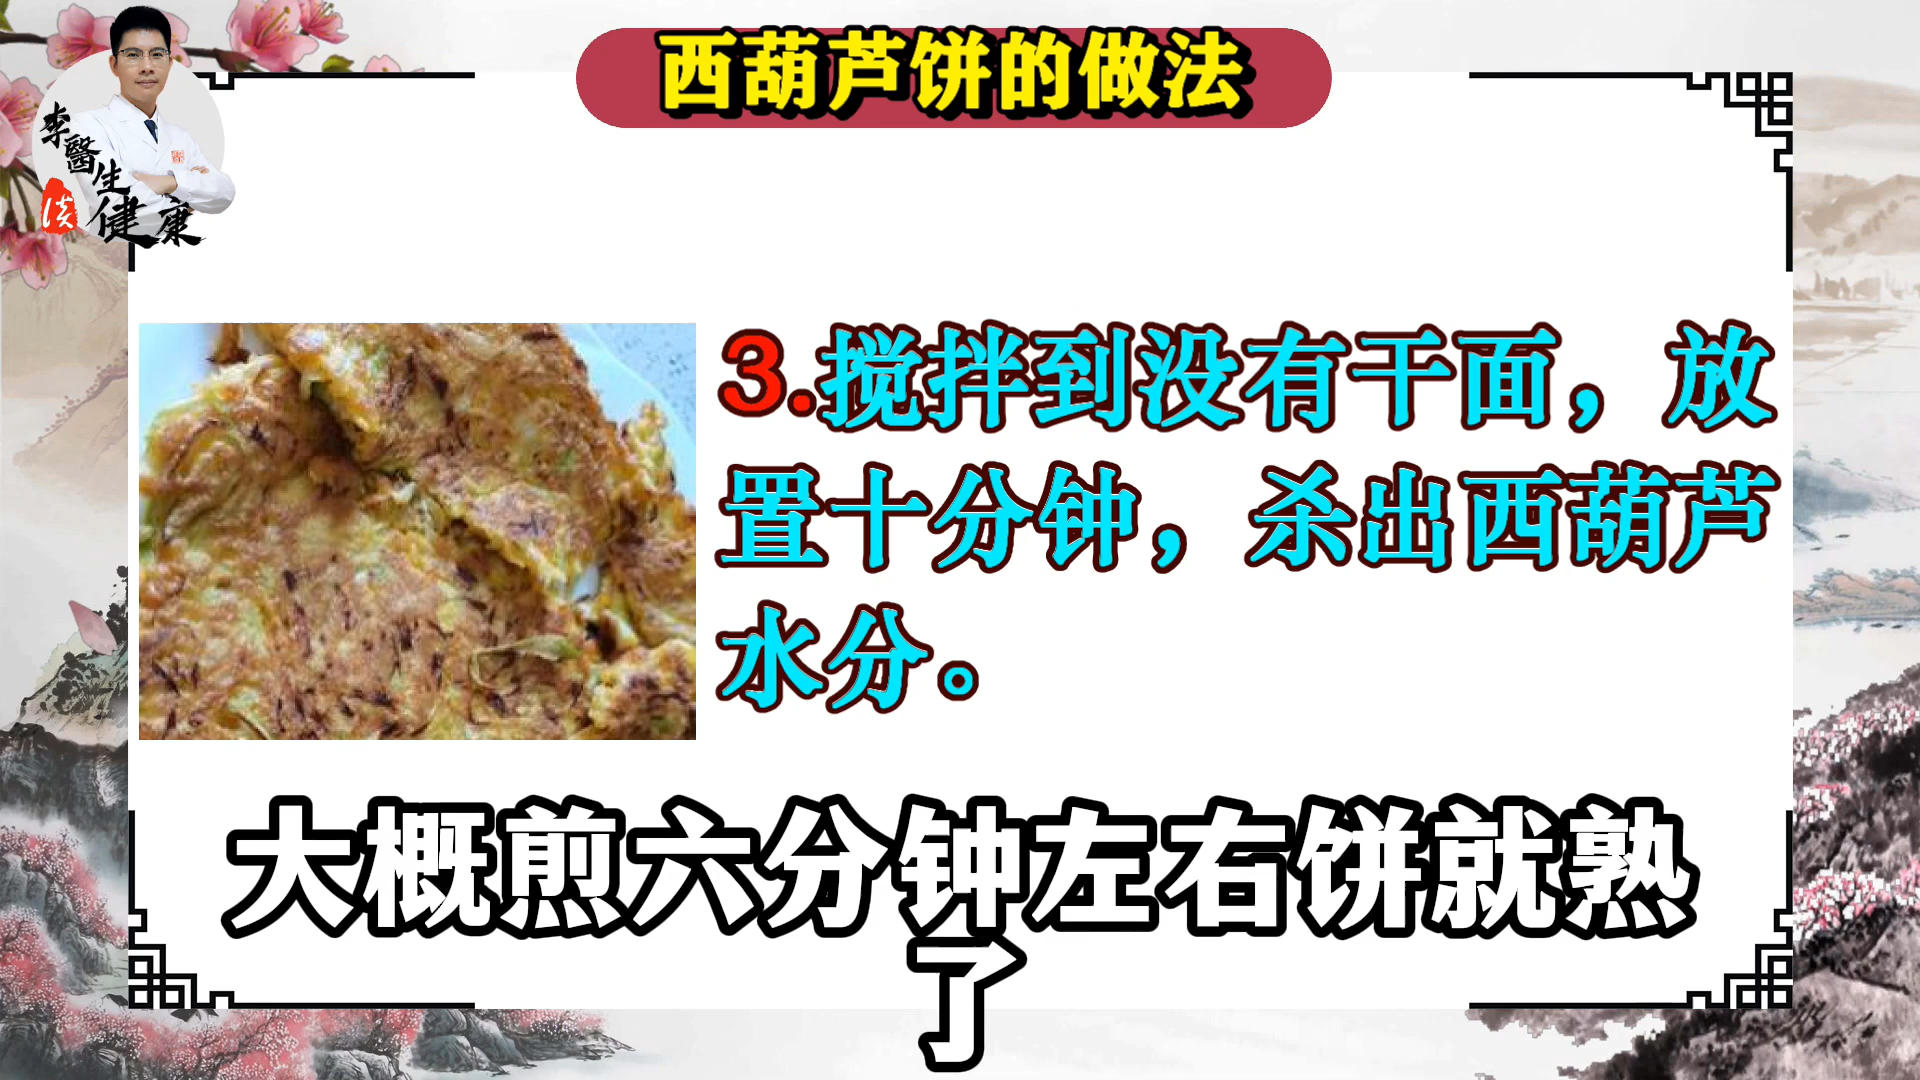 西葫芦饼的做法
李醫生
谈
健康
3.搅拌到没有干面，放
置十分钟，杀出西葫芦
水分。
大概煎六分钟左右饼就熟
了